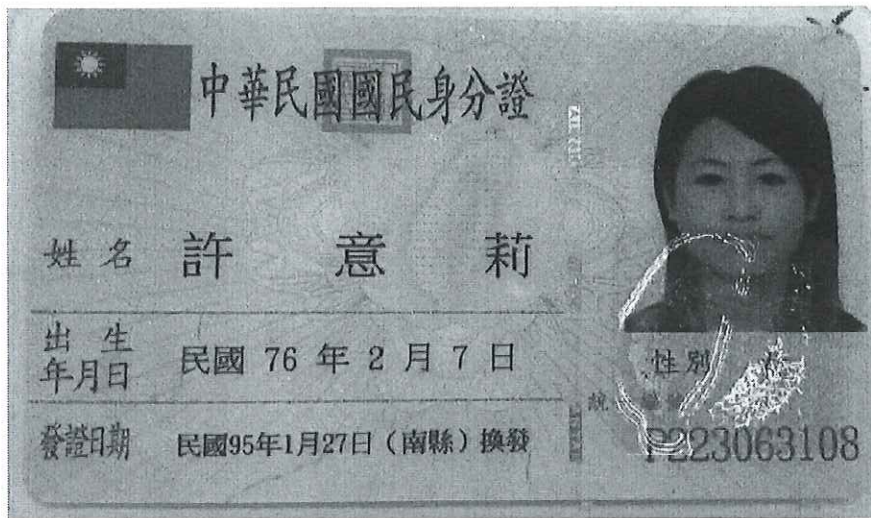 中華民國國民身分證
姓名 許意莉
出生年月日 民國 76 年 2 月 7 日
性別
發證日期 民國95年1月27日（南縣）換發
P223063108